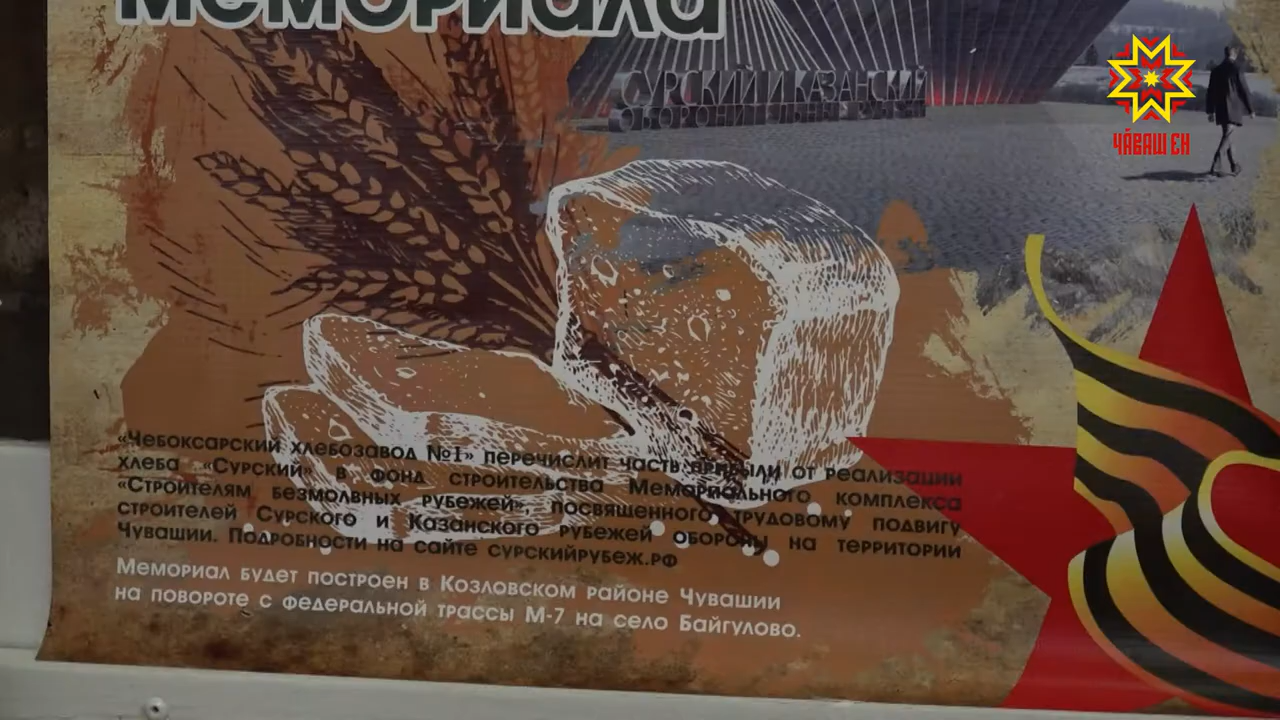 мемориала
СУРСКИЙ И КАЗАНСКИЙ
ЧӐВАШ ЕН
«Чебоксарский хлебозавод №1» перечислит часть прибыли от реализации
хлеба «Сурский» в фонд строительства Мемориального комплекса
«Строителям безмолвных рубежей», посвященного трудовому подвигу
строителей Сурского и Казанского рубежей обороны на территории
Чувашии. Подробности на сайте сурскийрубеж.рф
Мемориал будет построен в Козловском районе Чувашии
на повороте с федеральной трассы М-7 на село Байгулово.